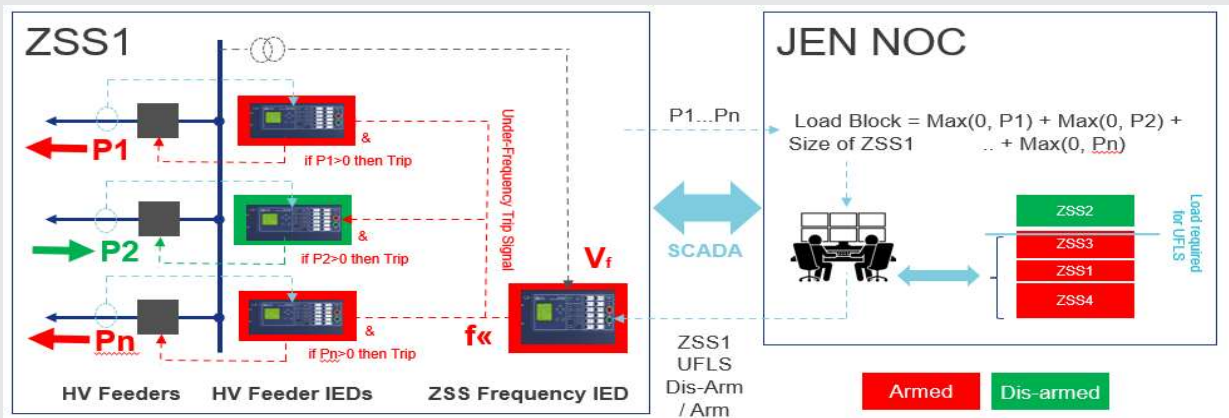 ZSS1
JEN NOC
P1
&
if P1>0 then Trip
P2
&
if P2>0 then Trip
Pn
&
if Pn>0 then Trip
Under-Frequency Trip Signal
Vf
f«
HV Feeders
HV Feeder IEDs
ZSS Frequency IED
P1...Pn
SCADA
ZSS1
UFLS
Dis-Arm
/ Arm
Load Block = Max(0, P1) + Max(0, P2) +
Size of ZSS1 .. + Max(0, Pn)
ZSS2
ZSS3
ZSS1
ZSS4
Load required
for UFLS
Armed
Dis-armed